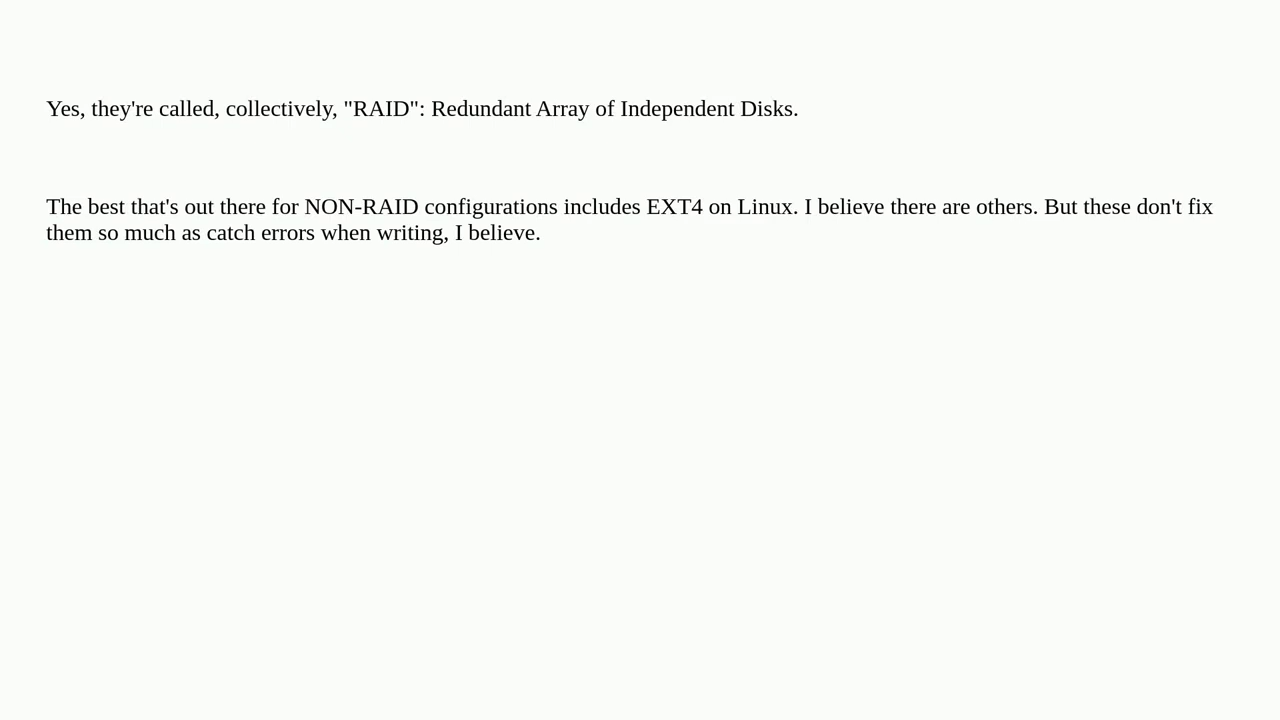 Yes, they're called, collectively, "RAID": Redundant Array of Independent Disks.
The best that's out there for NON-RAID configurations includes EXT4 on Linux. I believe there are others. But these don't fix
them so much as catch errors when writing, I believe.